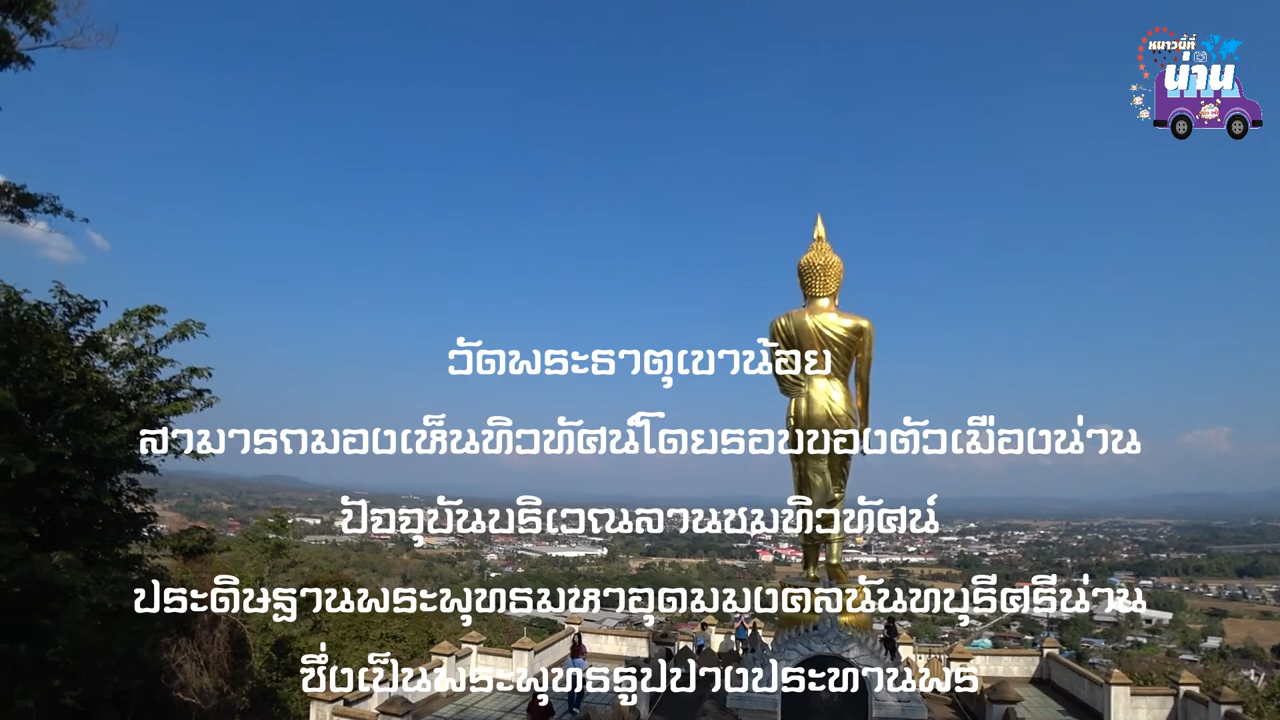 หนาวนี้ที่
น่าน
วัดพระธาตุเขาน้อย
สามารถมองเห็นทิวทัศน์โดยรอบของตัวเมืองน่าน
ปัจจุบันบริเวณลานชมทิวทัศน์
ประดิษฐานพระพุทธมหาอุตมมงคลนันทบุรีศรีน่าน
ซึ่งเป็นพระพุทธรูปปางประทานพร